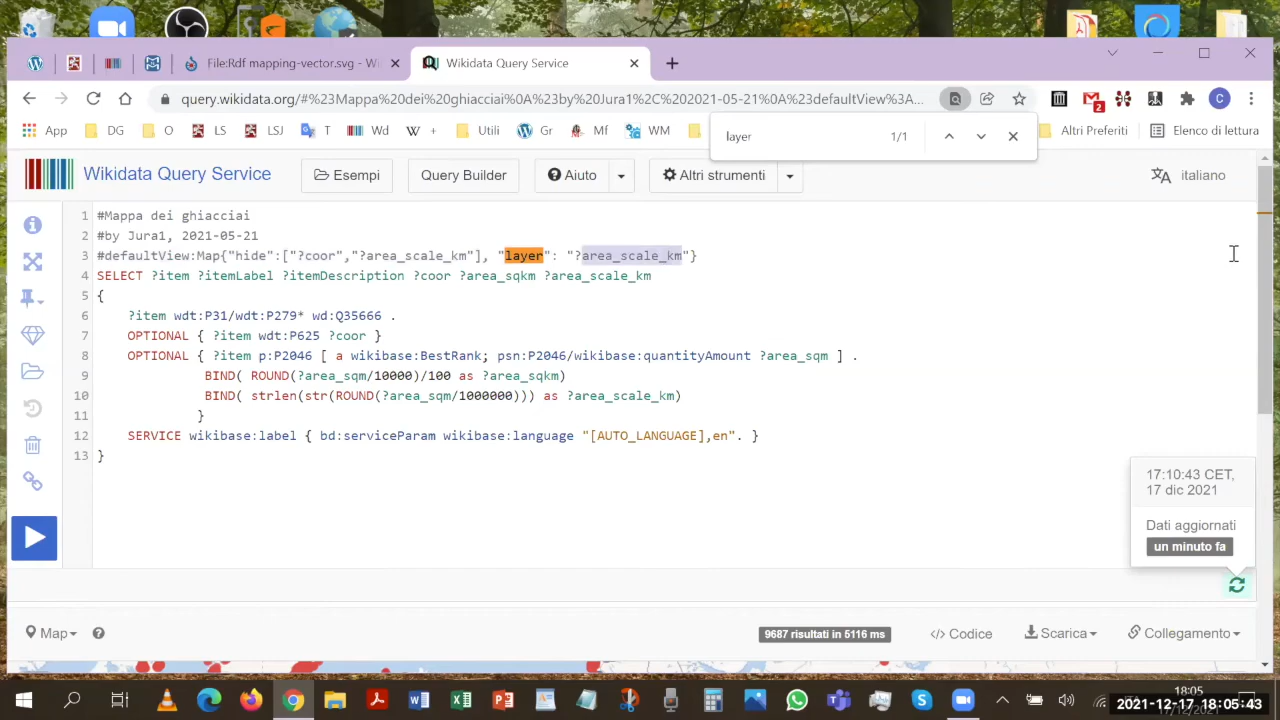 File:Rdf mapping-vector.svg - Wi
Wikidata Query Service
query.wikidata.org/#%23Mappa%20dei%20ghiacciai%0A%23by%20Jura1%2C%202021-05-21%0A%23defaultView%3A...
2
C
App
DG
O
LS
LSJ
T
Wd
W +
Utili
Gr
Mf
WM
Altri Preferiti
Elenco di lettura
layer
1/1
Wikidata Query Service
Esempi
Query Builder
Aiuto
Altri strumenti
italiano
1 #Mappa dei ghiacciai
2 #by Jura1, 2021-05-21
3 #defaultView:Map{"hide":["?coor","?area_scale_km"], "layer": "?area_scale_km"}
4 SELECT ?item ?itemLabel ?itemDescription ?coor ?area_sqkm ?area_scale_km
5 {
6 ?item wdt:P31/wdt:P279* wd:Q35666 .
7 OPTIONAL { ?item wdt:P625 ?coor }
8 OPTIONAL { ?item p:P2046 [ a wikibase:BestRank; psn:P2046/wikibase:quantityAmount ?area_sqm ] .
9 BIND( ROUND(?area_sqm/10000)/100 as ?area_sqkm)
10 BIND( strlen(str(ROUND(?area_sqm/1000000))) as ?area_scale_km)
11 }
12 SERVICE wikibase:label { bd:serviceParam wikibase:language "[AUTO_LANGUAGE],en". }
13 }
17:10:43 CET,
17 dic 2021
Dati aggiornati
un minuto fa
Map
9687 risultati in 5116 ms
</> Codice
Scarica
Collegamento
18:05
2021-12-17 18:05:43